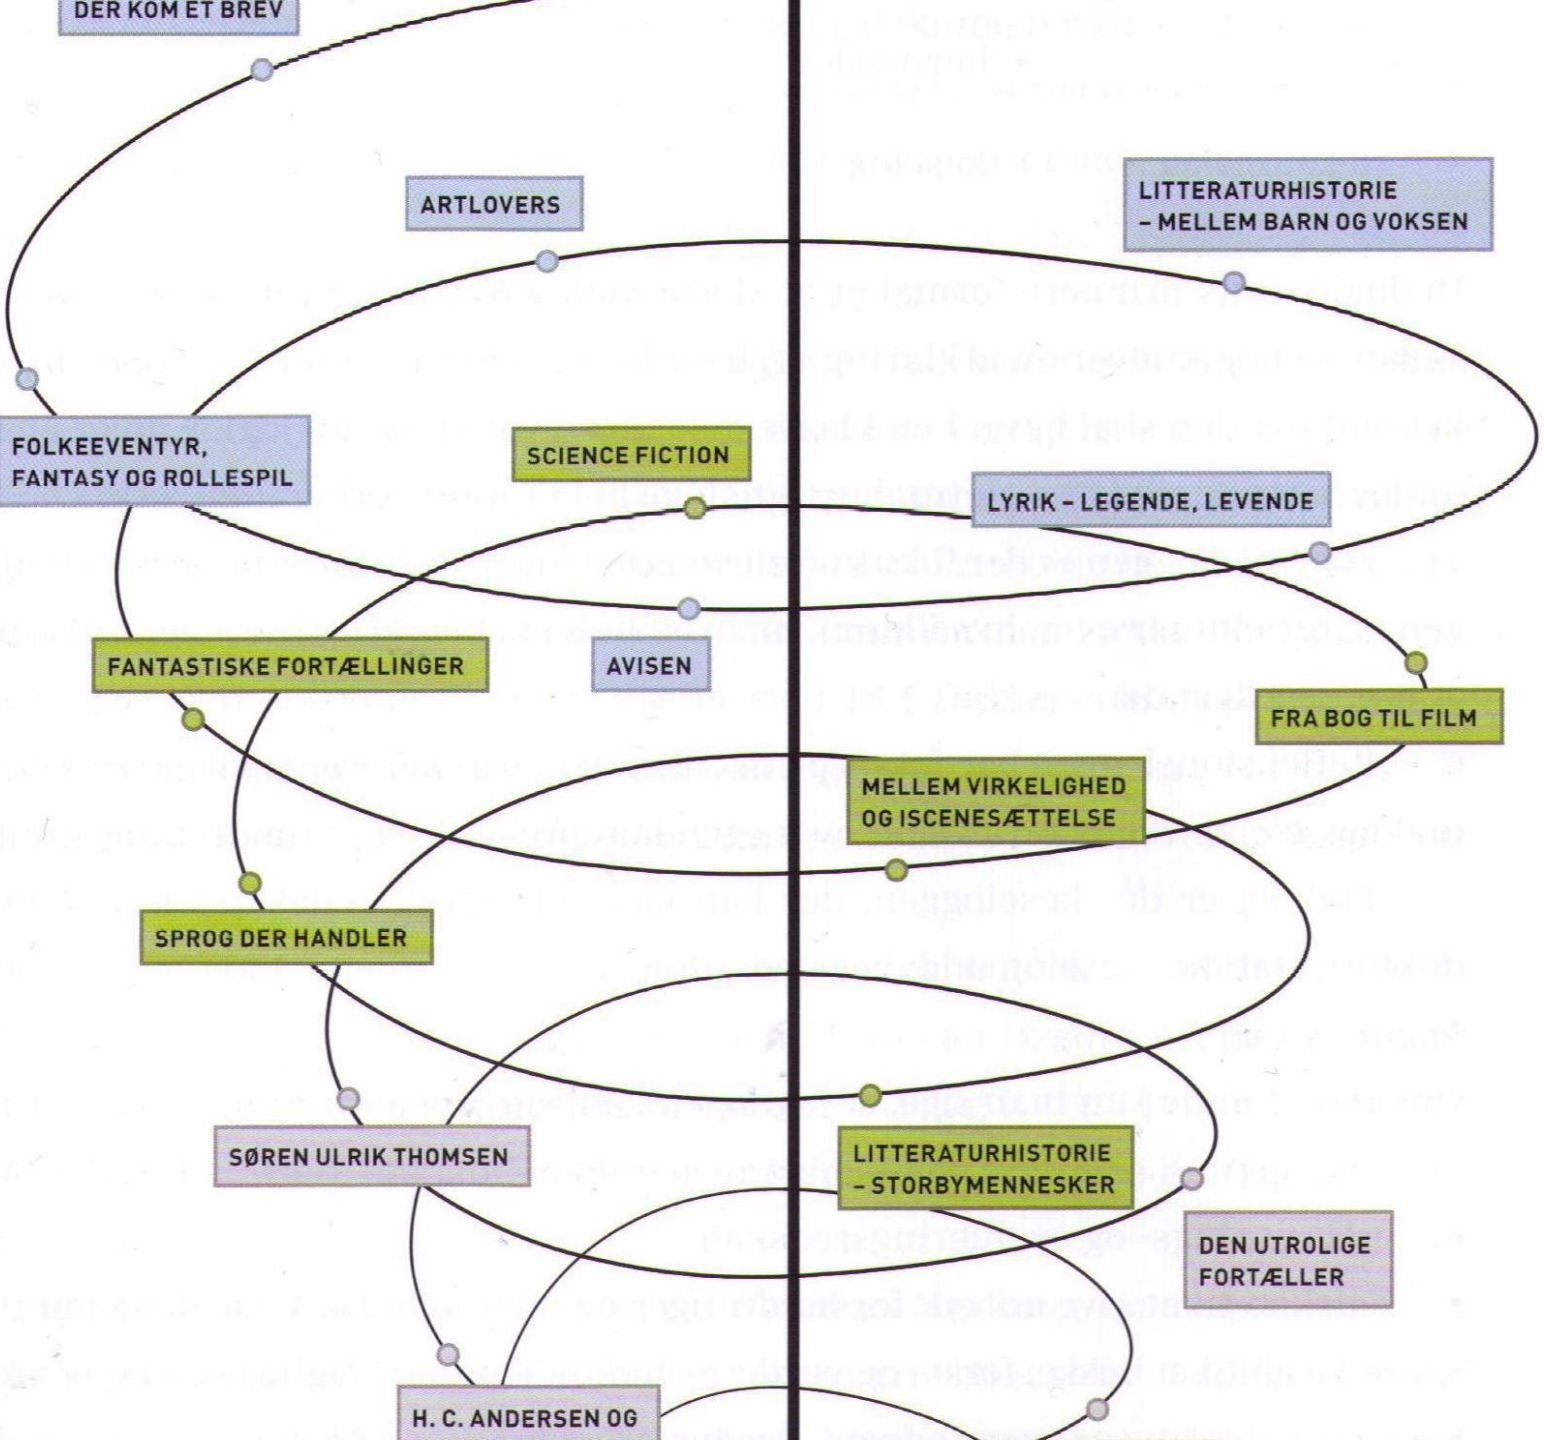 DER KOM ET BREV
ARTLOVERS
LITTERATURHISTORIE
– MELLEM BARN OG VOKSEN
FOLKEEVENTYR,
FANTASY OG ROLLESPIL
SCIENCE FICTION
LYRIK – LEGENDE, LEVENDE
FANTASTISKE FORTÆLLINGER
AVISEN
FRA BOG TIL FILM
MELLEM VIRKELIGHED
OG ISCENESÆTTELSE
SPROG DER HANDLER
SØREN ULRIK THOMSEN
LITTERATURHISTORIE
– STORBYMENNESKER
DEN UTROLIGE
FORTÆLLER
H. C. ANDERSEN OG